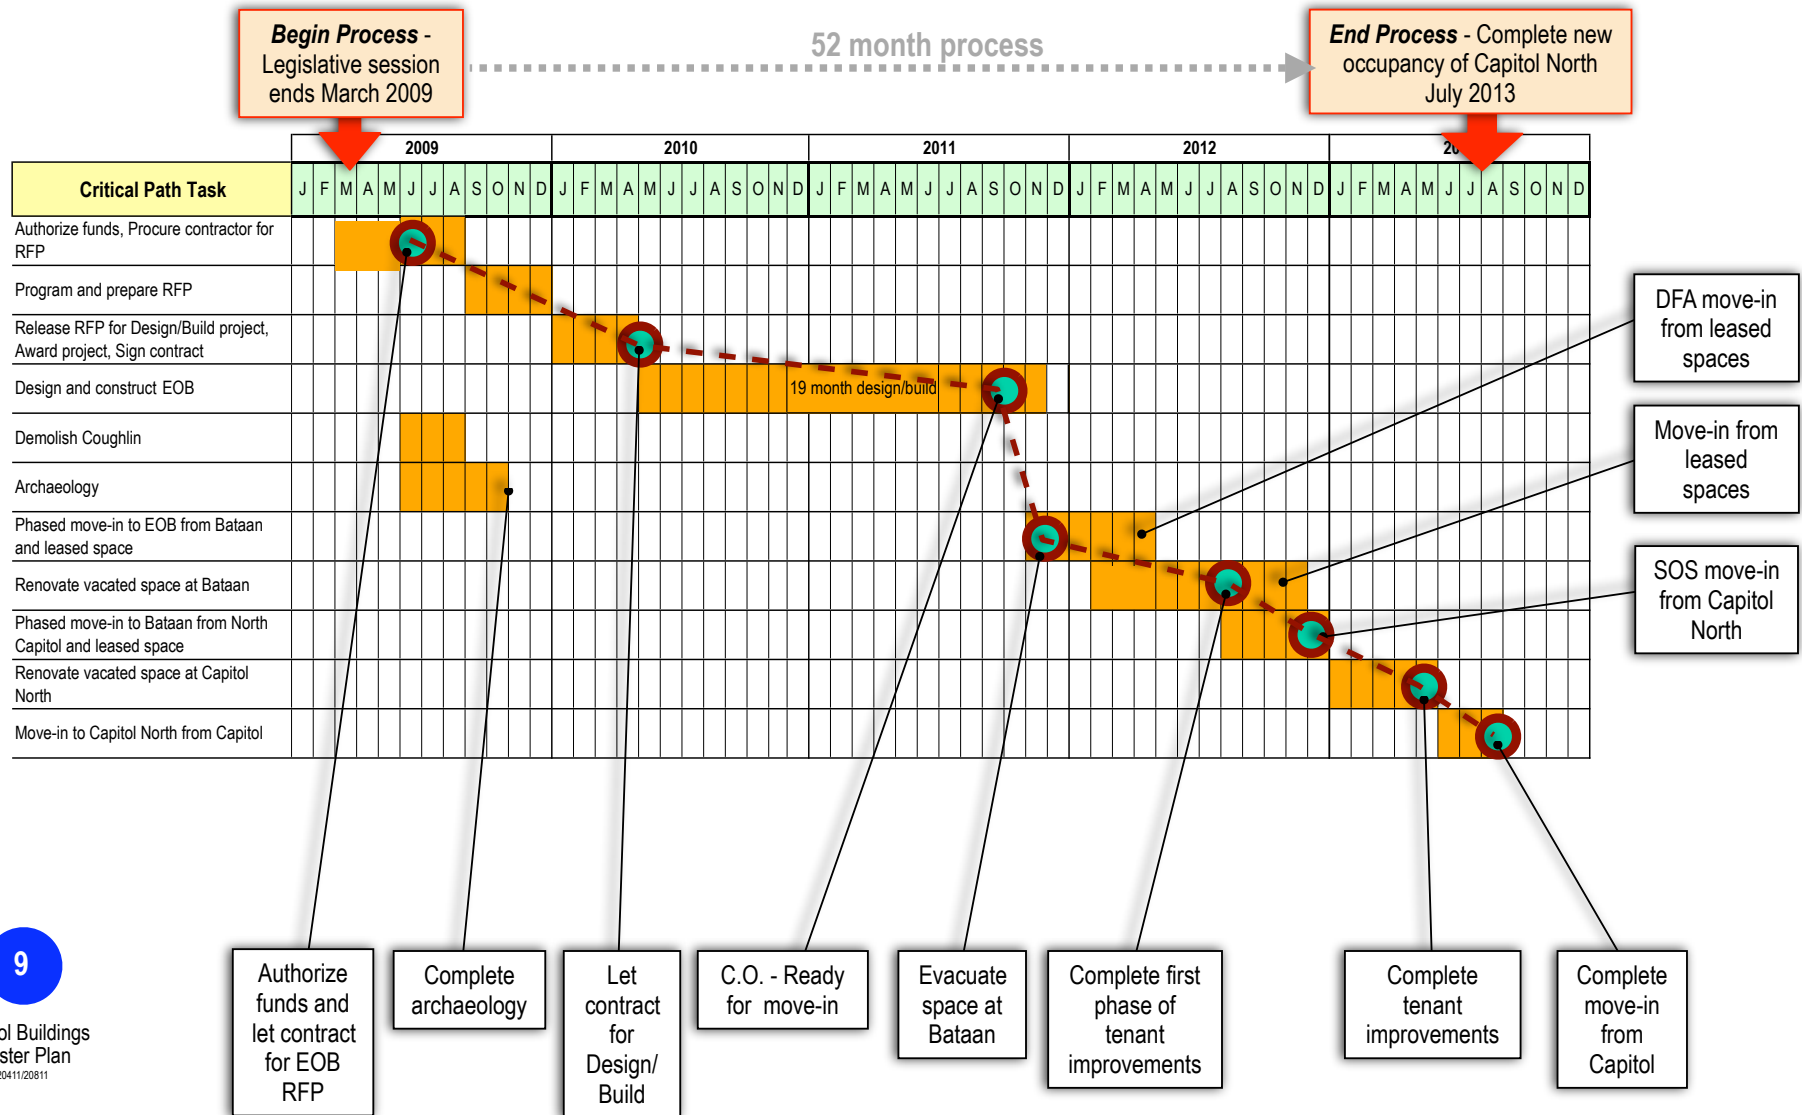 Begin Process -
Legislative session
ends March 2009
52 month process
End Process - Complete new
occupancy of Capitol North
July 2013
2009 2010 2011 2012
Critical Path Task
J F M A M J J A S O N D J F M A M J J A S O N D J F M A M J J A S O N D J F M A M J J A S O N D J F M A M J J A S O N D
Authorize funds, Procure contractor for
RFP
Program and prepare RFP
Release RFP for Design/Build project,
Award project, Sign contract
Design and construct EOB
19 month design/build
Demolish Coughlin
Archaeology
Phased move-in to EOB from Bataan
and leased space
Renovate vacated space at Bataan
Phased move-in to Bataan from North
Capitol and leased space
Renovate vacated space at Capitol
North
Move-in to Capitol North from Capitol
DFA move-in
from leased
spaces
Move-in from
leased
spaces
SOS move-in
from Capitol
North
Authorize
funds and
let contract
for EOB
RFP
Complete
archaeology
Let
contract
for
Design/
Build
C.O. - Ready
for move-in
Evacuate
space at
Bataan
Complete first
phase of
tenant
improvements
Complete
tenant
improvements
Complete
move-in
from
Capitol
9
ol Buildings
ster Plan
20411/20811